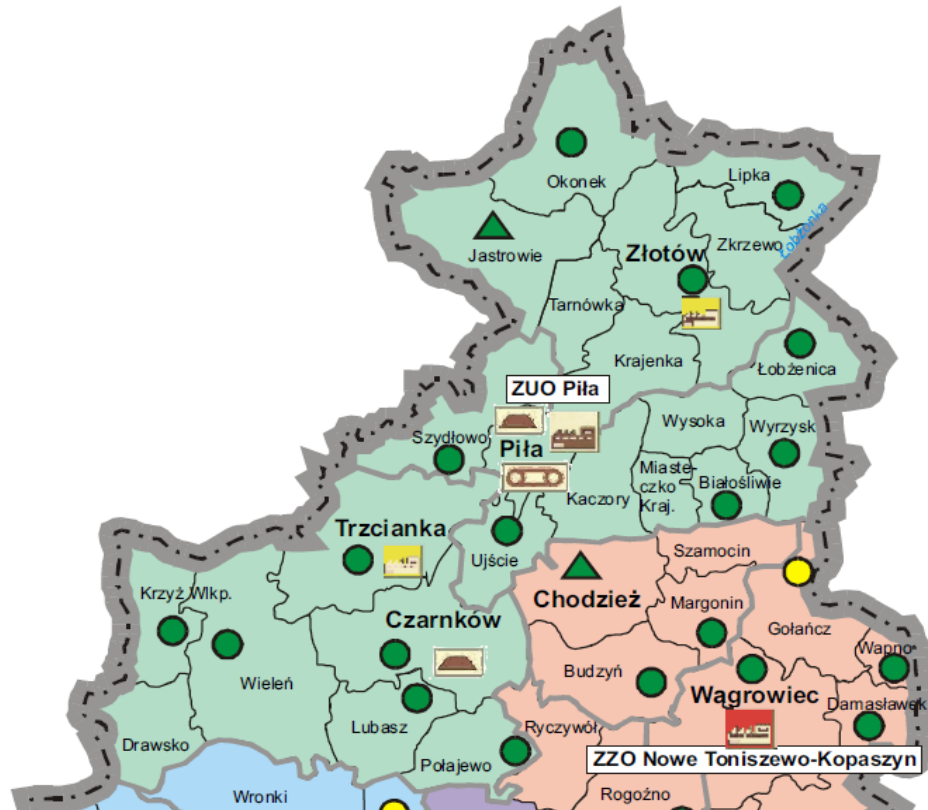 Okonek
Lipka
Łobżonka
Jastrowie
Złotów
Zkrzewo
Tarnówka
Krajenka
Łobżenica
ZUO Piła
Szydłowo
Piła
Wysoka
Wyrzysk
Miaste-
czko
Kraj.
Białośliwie
Kaczory
Trzcianka
Ujście
Szamocin
Krzyż Wlkp.
Chodzież
Margonin
Czarnków
Gołańcz
Wapno
Budzyń
Wieleń
Wągrowiec
Damasławek
Lubasz
Ryczywół
Drawsko
Połajewo
ZZO Nowe Toniszewo-Kopaszyn
Wronki
Rogoźno